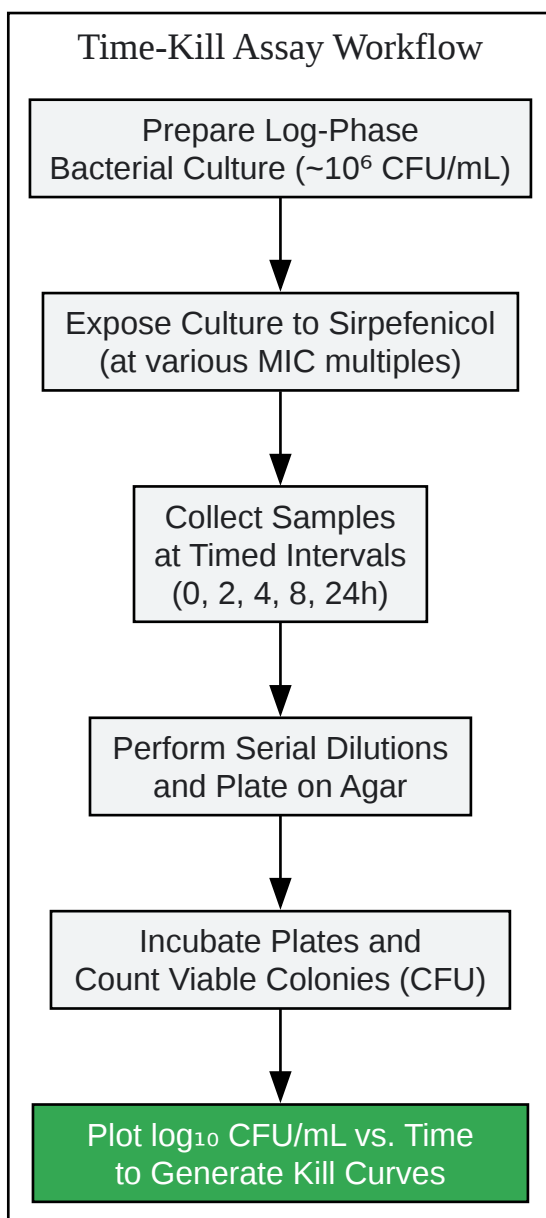 Time-Kill Assay Workflow
Prepare Log-Phase
Bacterial Culture (~10⁶ CFU/mL)
Expose Culture to Sirpefenicol
(at various MIC multiples)
Collect Samples
at Timed Intervals
(0, 2, 4, 8, 24h)
Perform Serial Dilutions
and Plate on Agar
Incubate Plates and
Count Viable Colonies (CFU)
Plot log₁₀ CFU/mL vs. Time
to Generate Kill Curves